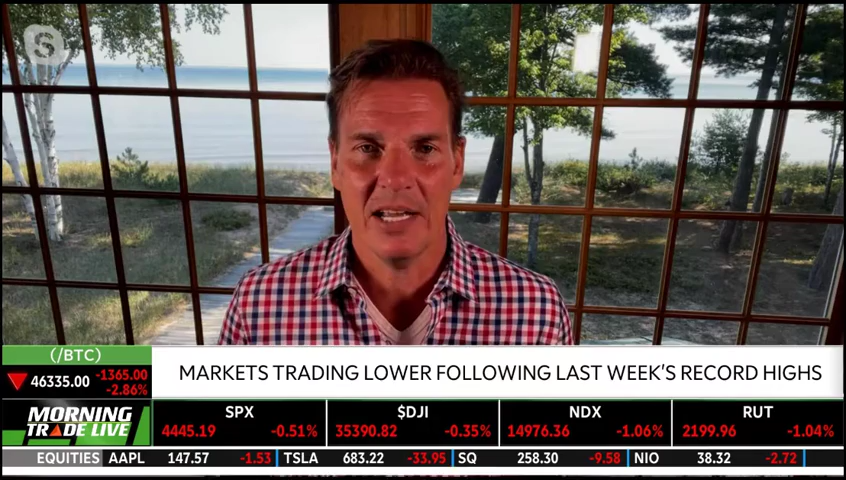 S
(/BTC)
46335.00 -1365.00
-2.86%
MARKETS TRADING LOWER FOLLOWING LAST WEEK'S RECORD HIGHS
MORNING
TRADE LIVE
SPX $DJI NDX RUT
4445.19 -0.51% 35390.82 -0.35% 14976.36 -1.06% 2199.96 -1.04%
EQUITIES AAPL 147.57 -1.53 TSLA 683.22 -33.95 SQ 258.30 -9.58 NIO 38.32 -2.72